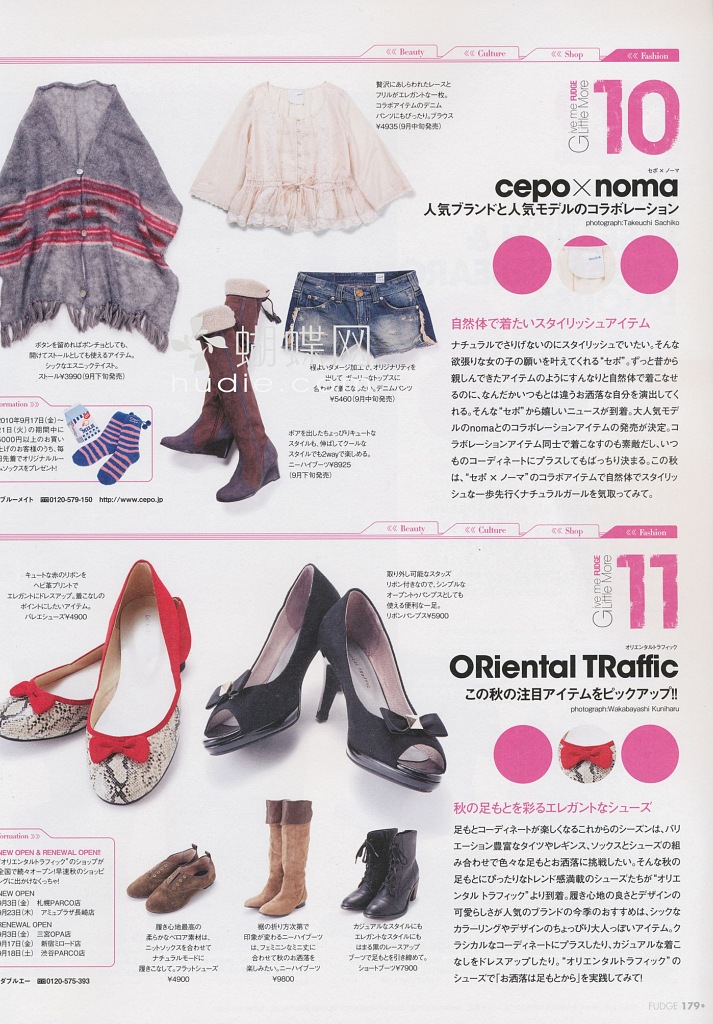 << Beauty
<< Culture
<< Shop
<< Fashion
贅沢にあしらわれたレースと
フリルがエレガントな一枚。
コラボアイテムのデニム
パンツにもぴったり。ブラウス
¥4935(9月中旬発売)
Give me FUDGE
Little More
10
セポ × ノーマ
cepo×noma
人気ブランドと人気モデルのコラボレーション
photograph:Takeuchi Sachiko
自然体で着たいスタイリッシュアイテム
ナチュラルでさりげないのにスタイリッシュでいたい。そんな
欲張りな女の子の願いを叶えてくれる“セポ”。ずっと昔から
親しんできたアイテムのようにすんなりと自然体で着こなせ
るのに、なんだかいつもとは違うお洒落な自分を演出してく
れる。そんな“セポ”から嬉しいニュースが到着。大人気モデ
ルのnomaとのコラボレーションアイテムの発売が決定。コ
ラボレーションアイテム同士で着こなすのも素敵だし、いつ
ものコーディネートにプラスしてもばっちり決まる。この秋
は、“セポ × ノーマ”のコラボアイテムで自然体でスタイリッ
シュな一歩先行くナチュラルガールを気取ってみて。
ボタンを留めればポンチョとしても、
開けてストールとしても使えるアイテム。
シックなエスニックテイスト。
ストール¥3990(9月下旬発売)
程よいダメージ加工で、オリジナリティを
出して ガーリーなトップスに
合わせて着こなしたい。デニムパンツ
¥5460(9月中旬発売)
蝴蝶网
hudie.c
ボアを出したちょっぴりキュートな
スタイルも、伸ばしてクールな
スタイルでも2wayで楽しめる。
ニーハイブーツ¥8925
(9月下旬発売)
formation >>
2010年9月17日(金)〜
21日(火)の期間中に
5000円以上のお買い
上げのお客様のうち、毎
日先着でオリジナルルー
ムソックスをプレゼント!
ブルーメイト 0120-579-150 http://www.cepo.jp
<< Beauty
<< Culture
<< Shop
<< Fashion
キュートな赤のリボンを
ヘビ革プリントで
エレガントにドレスアップ。着こなしの
ポイントにしたいアイテム。
バレエシューズ¥4900
取り外し可能なスタッズ
リボン付きなので、シンプルな
オープントゥパンプスとしても
使える便利な一足。
リボンパンプス¥5900
Give me FUDGE
Little More
11
オリエンタルトラフィック
ORiental TRaffic
この秋の注目アイテムをピックアップ!!
photograph:Wakabayashi Kuniharu
秋の足もとを彩るエレガントなシューズ
足もとコーディネートが楽しくなるこれからのシーズンは、バリ
エーション豊富なタイツやレギンス、ソックスとシューズの組
み合わせで色々な足もとお洒落に挑戦したい。そんな秋の
足もとにぴったりなトレンド感満載のシューズたちが“オリエ
ンタル トラフィック”より到着。履き心地の良さとデザインの
可愛らしさが人気のブランドの今季のおすすめは、シックな
カラーリングやデザインのちょっぴり大人っぽいアイテム。ク
ラシカルなコーディネートにプラスしたり、カジュアルな着こ
なしをドレスアップしたり。“オリエンタルトラフィック”の
シューズで「お洒落は足もとから」を実践してみて!
formation >>
NEW OPEN & RENEWAL OPEN!!
“オリエンタルトラフィック”のショップが
全国で続々オープン!早速秋のショッピ
ングに出かけなくっちゃ!
NEW OPEN
9月3日(金) 札幌PARCO店
9月23日(木) アミュプラザ長崎店
RENEWAL OPEN
9月3日(金) 三宮OPA店
9月17日(金) 新宿ミロード店
9月18日(土) 渋谷PARCO店
ダブルエー 0120-575-393
履き心地最高の
柔らかなベロア素材は、
ニットソックスを合わせて
ナチュラルモードに
履きこなして。フラットシューズ
¥4900
裾の折り方次第で
印象が変わるニーハイブーツ
は、フェミニンなミニ丈に
合わせて秋のお洒落を
楽しみたい。ニーハイブーツ
¥9800
カジュアルなスタイルにも
エレガントなスタイルにも
はまる黒のレースアップ
ブーツで足もとを引き締めて。
ショートブーツ¥7900
FUDGE 179